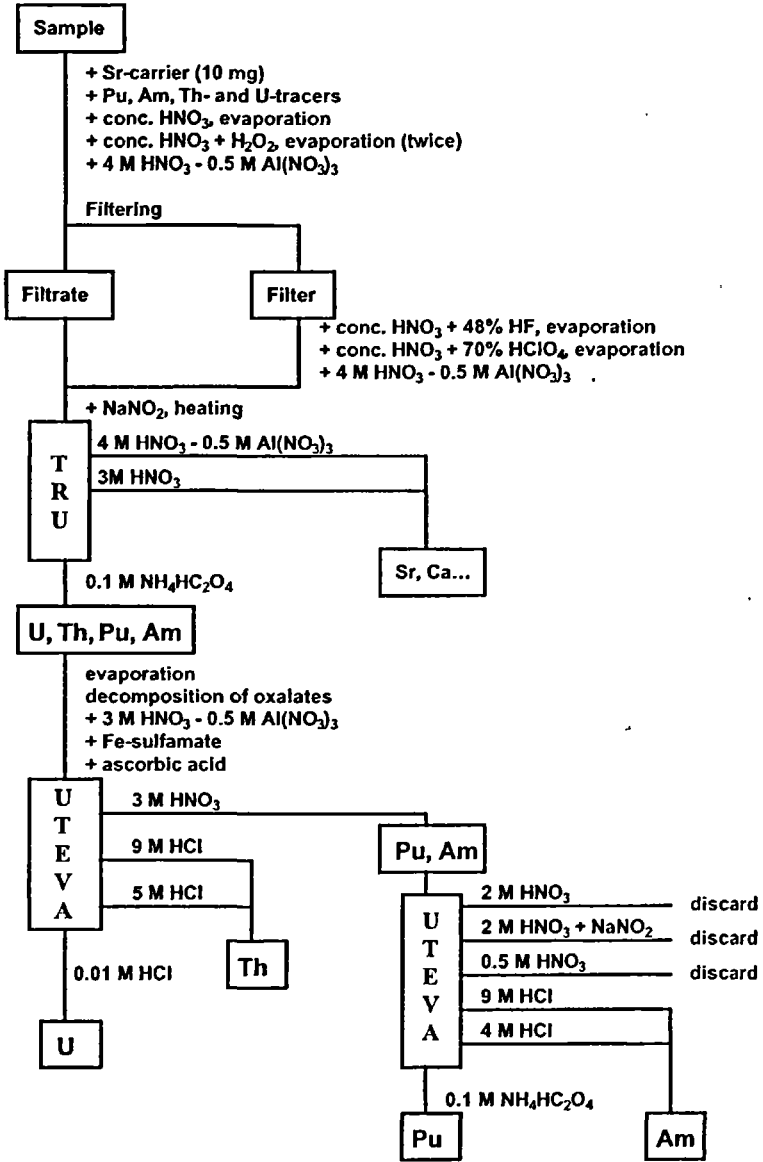 Sample
+ Sr-carrier (10 mg)
+ Pu, Am, Th- and U-tracers
+ conc. HNO₃, evaporation
+ conc. HNO₃ + H₂O₂, evaporation (twice)
+ 4 M HNO₃ - 0.5 M Al(NO₃)₃
Filtering
Filtrate
Filter
+ conc. HNO₃ + 48% HF, evaporation
+ conc. HNO₃ + 70% HClO₄, evaporation
+ 4 M HNO₃ - 0.5 M Al(NO₃)₃
+ NaNO₂, heating
TRU
4 M HNO₃ - 0.5 M Al(NO₃)₃
3M HNO₃
Sr, Ca...
0.1 M NH₄HC₂O₄
U, Th, Pu, Am
evaporation
decomposition of oxalates
+ 3 M HNO₃ - 0.5 M Al(NO₃)₃
+ Fe-sulfamate
+ ascorbic acid
UTEVA
3 M HNO₃
9 M HCl
5 M HCl
Th
0.01 M HCl
U
Pu, Am
UTEVA
2 M HNO₃
discard
2 M HNO₃ + NaNO₂
discard
0.5 M HNO₃
discard
9 M HCl
4 M HCl
0.1 M NH₄HC₂O₄
Pu
Am